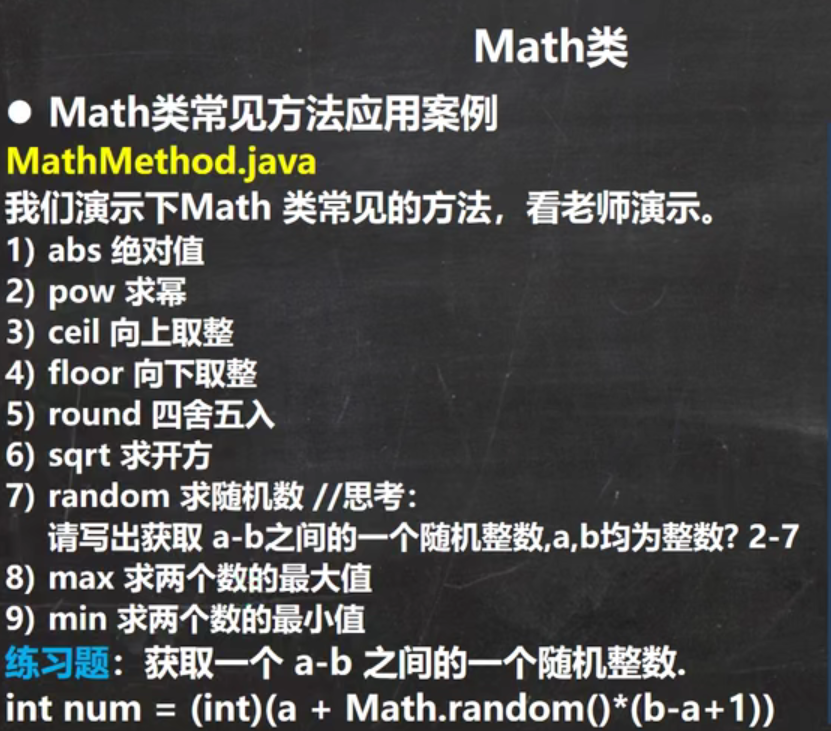 Math类
● Math类常见方法应用案例
MathMethod.java
我们演示下Math 类常见的方法，看老师演示。
1) abs 绝对值
2) pow 求幂
3) ceil 向上取整
4) floor 向下取整
5) round 四舍五入
6) sqrt 求开方
7) random 求随机数 //思考：
请写出获取 a-b之间的一个随机整数,a,b均为整数? 2-7
8) max 求两个数的最大值
9) min 求两个数的最小值
练习题：获取一个 a-b 之间的一个随机整数.
int num = (int)(a + Math.random()*(b-a+1))